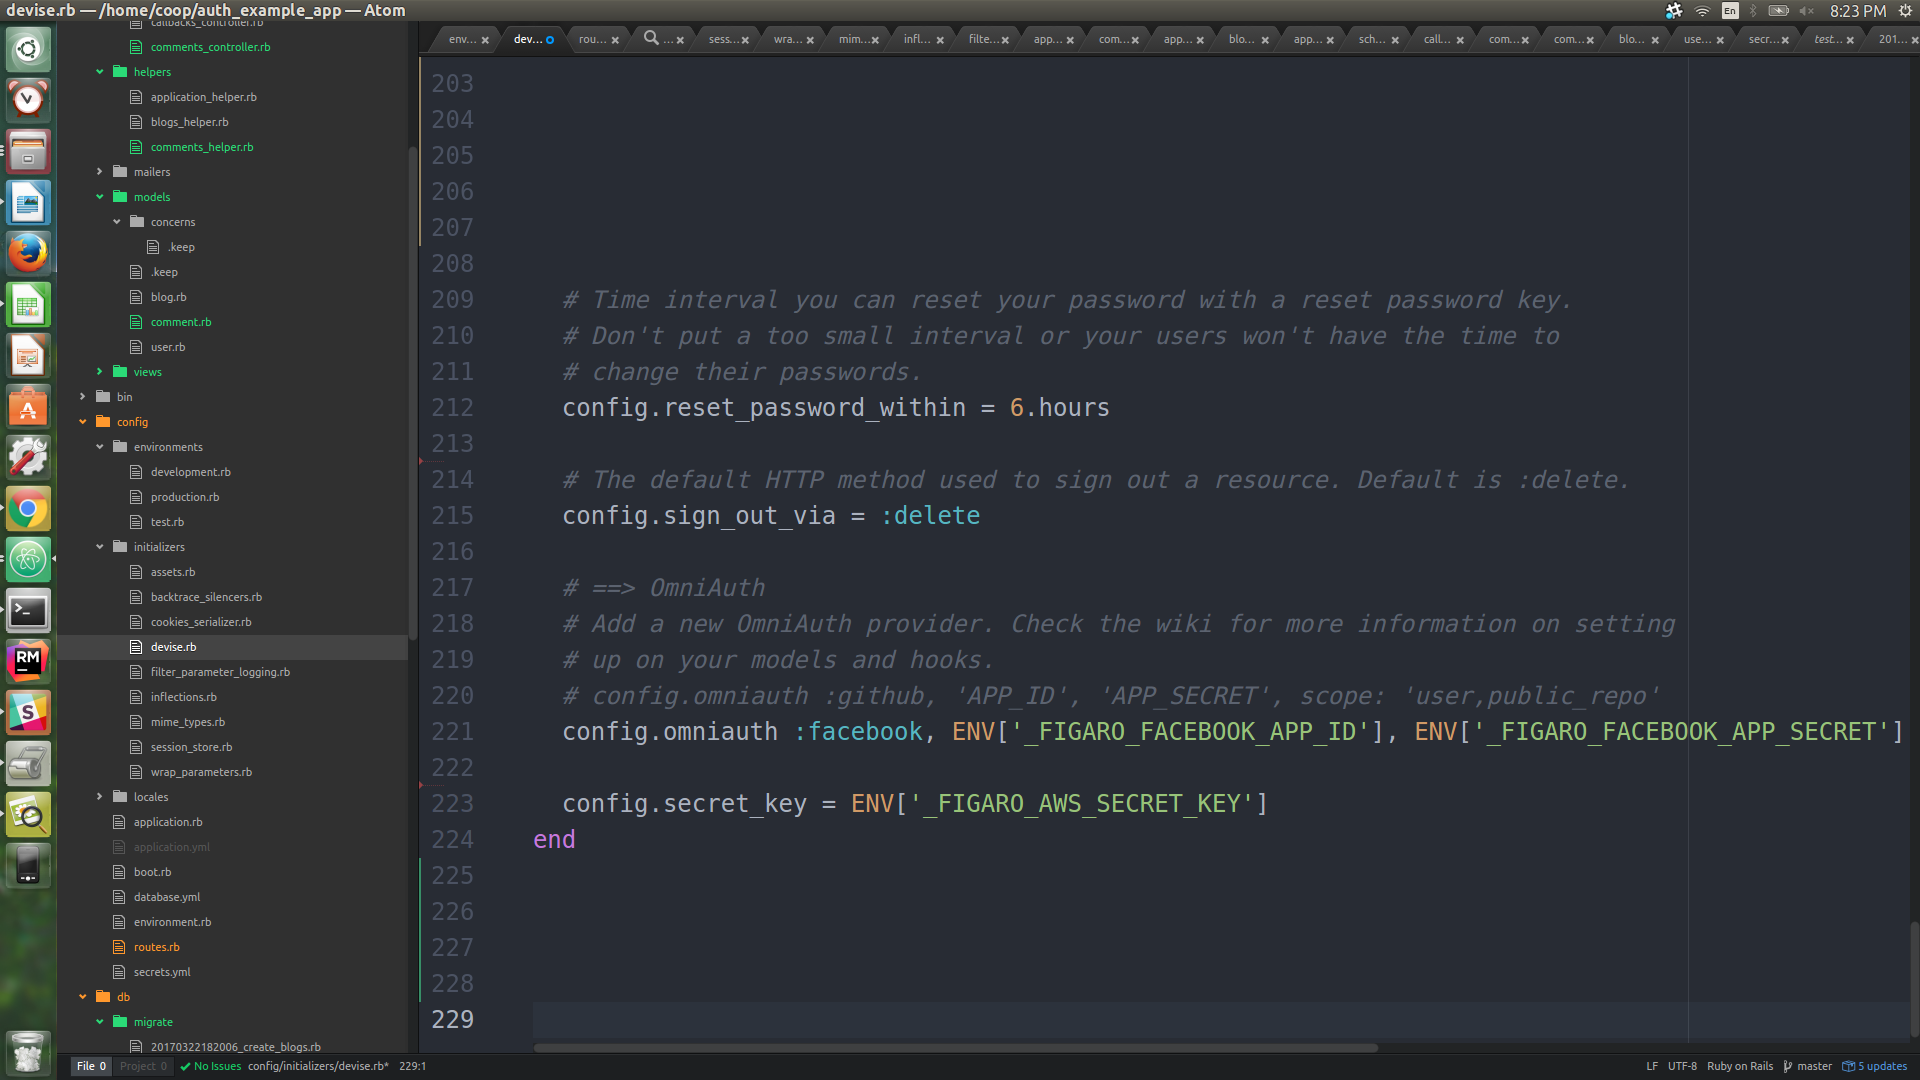 devise.rb — /home/coop/auth_example_app — Atom
En
8:23 PM
callbacks_controller.rb
comments_controller.rb
helpers
application_helper.rb
blogs_helper.rb
comments_helper.rb
mailers
models
concerns
.keep
.keep
blog.rb
comment.rb
user.rb
views
bin
config
environments
development.rb
production.rb
test.rb
initializers
assets.rb
backtrace_silencers.rb
cookies_serializer.rb
devise.rb
filter_parameter_logging.rb
inflections.rb
mime_types.rb
session_store.rb
wrap_parameters.rb
locales
application.rb
application.yml
boot.rb
database.yml
environment.rb
routes.rb
secrets.yml
db
migrate
20170322182006_create_blogs.rb
env... dev... rou... ... sess... wra... mim... infl... filte... app... com... app... blo... app... sch... call... com... com... blo... use... secr... test... 201...
203
204
205
206
207
208
209 # Time interval you can reset your password with a reset password key.
210 # Don't put a too small interval or your users won't have the time to
211 # change their passwords.
212 config.reset_password_within = 6.hours
213
214 # The default HTTP method used to sign out a resource. Default is :delete.
215 config.sign_out_via = :delete
216
217 # ==> OmniAuth
218 # Add a new OmniAuth provider. Check the wiki for more information on setting
219 # up on your models and hooks.
220 # config.omniauth :github, 'APP_ID', 'APP_SECRET', scope: 'user,public_repo'
221 config.omniauth :facebook, ENV['_FIGARO_FACEBOOK_APP_ID'], ENV['_FIGARO_FACEBOOK_APP_SECRET']
222
223 config.secret_key = ENV['_FIGARO_AWS_SECRET_KEY']
224 end
225
226
227
228
229
RM
S
File 0 Project 0 No Issues config/initializers/devise.rb* 229:1
LF UTF-8 Ruby on Rails master 5 updates